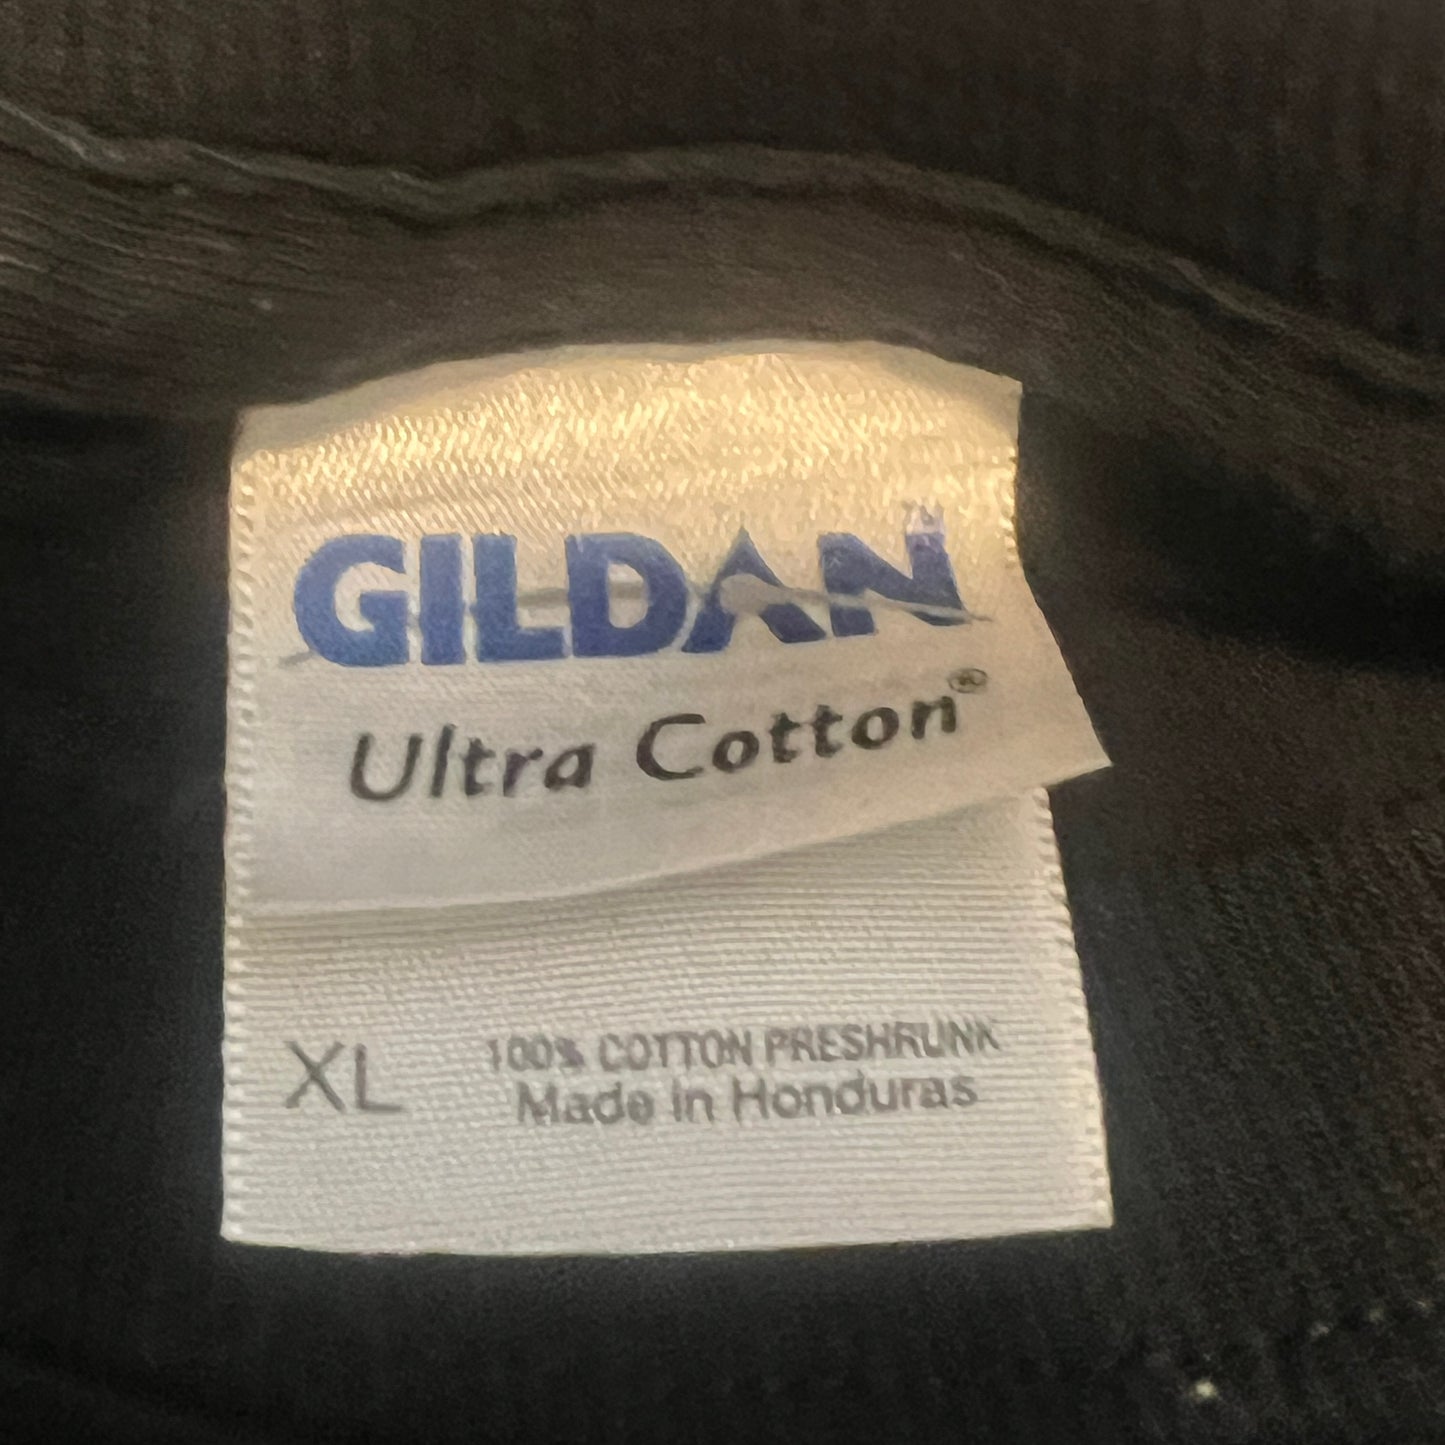 GILDAN
Ultra Cotton®
XL 100% COTTON PRESHRUNK
Made in Honduras